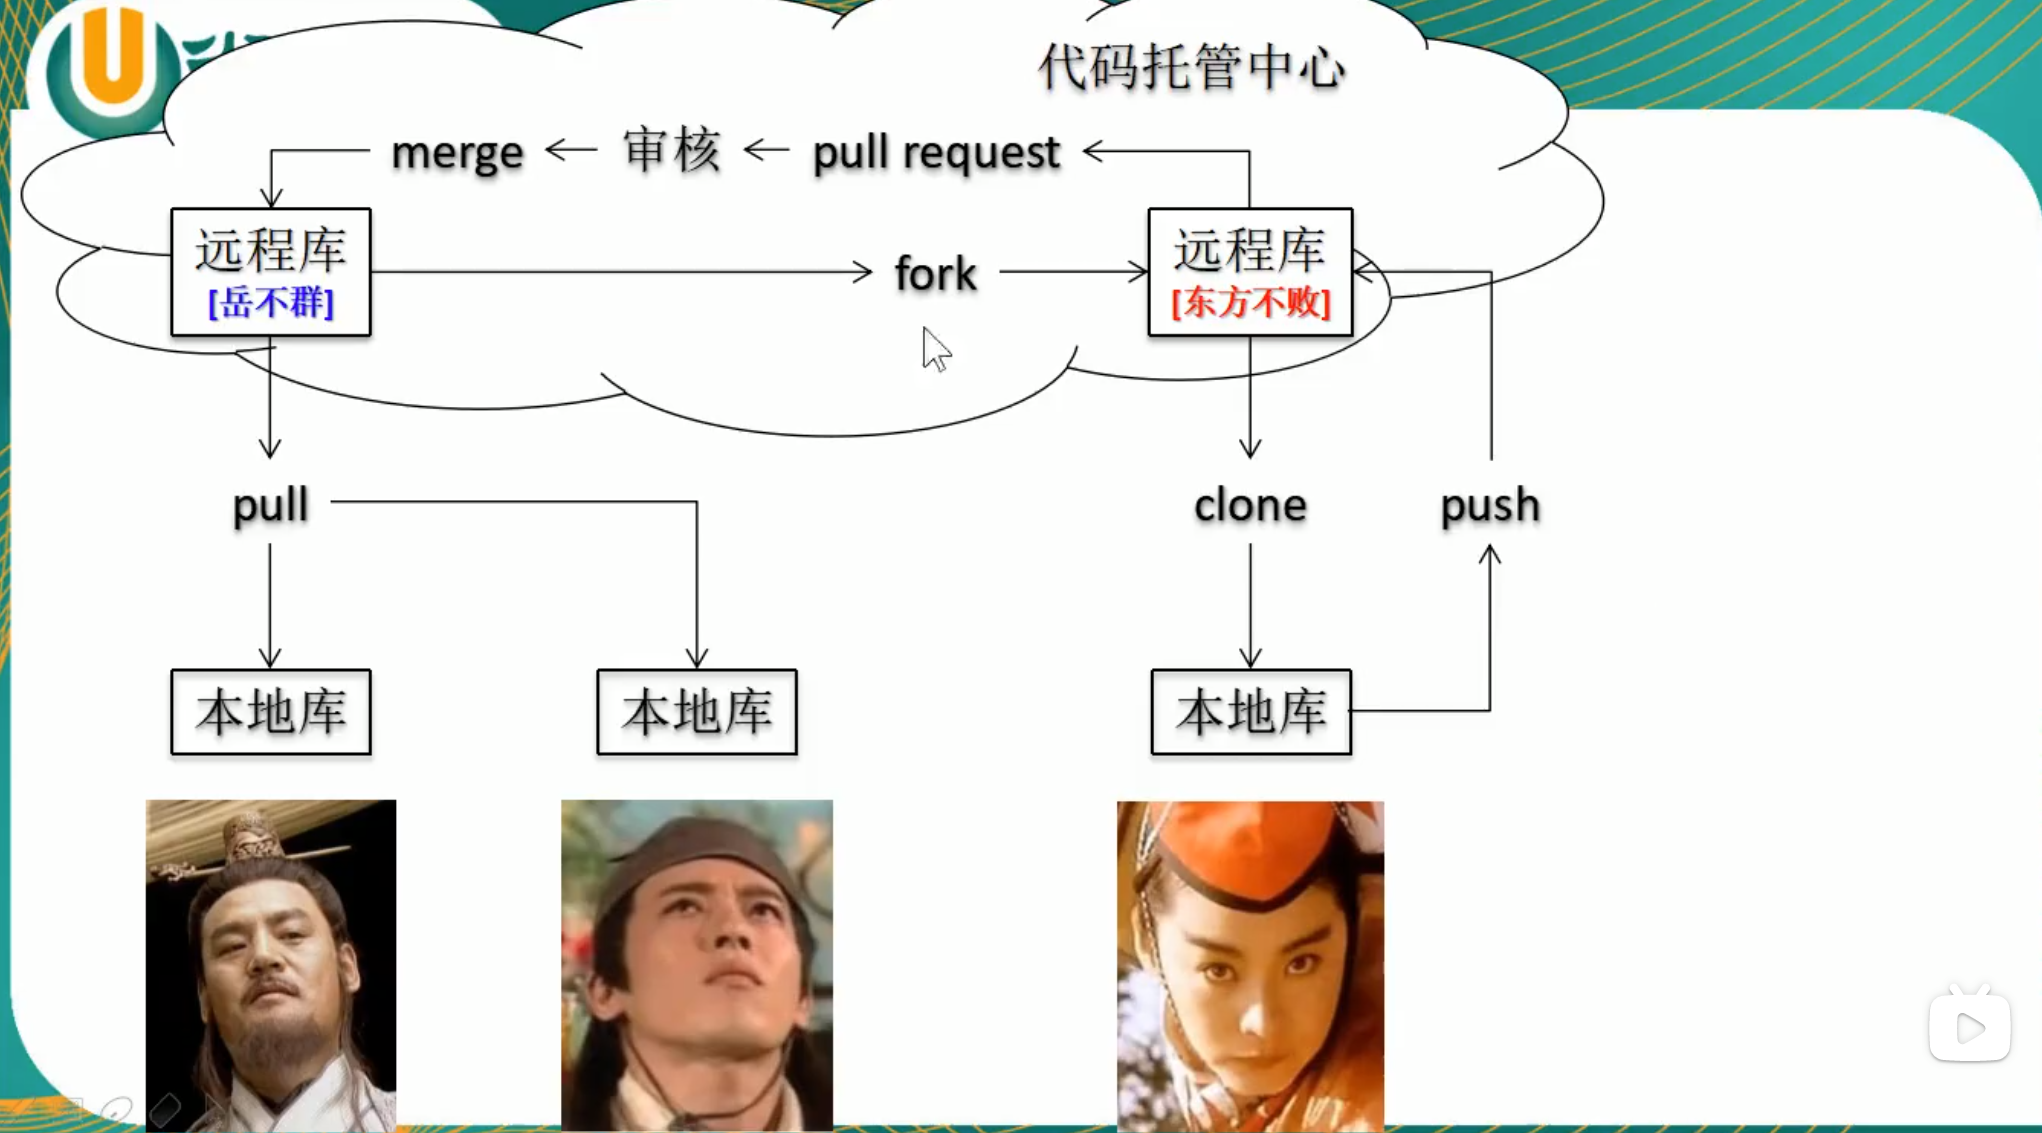 代码托管中心
merge
审核
pull request
远程库
[岳不群]
fork
远程库
[东方不败]
pull
clone
push
本地库
本地库
本地库